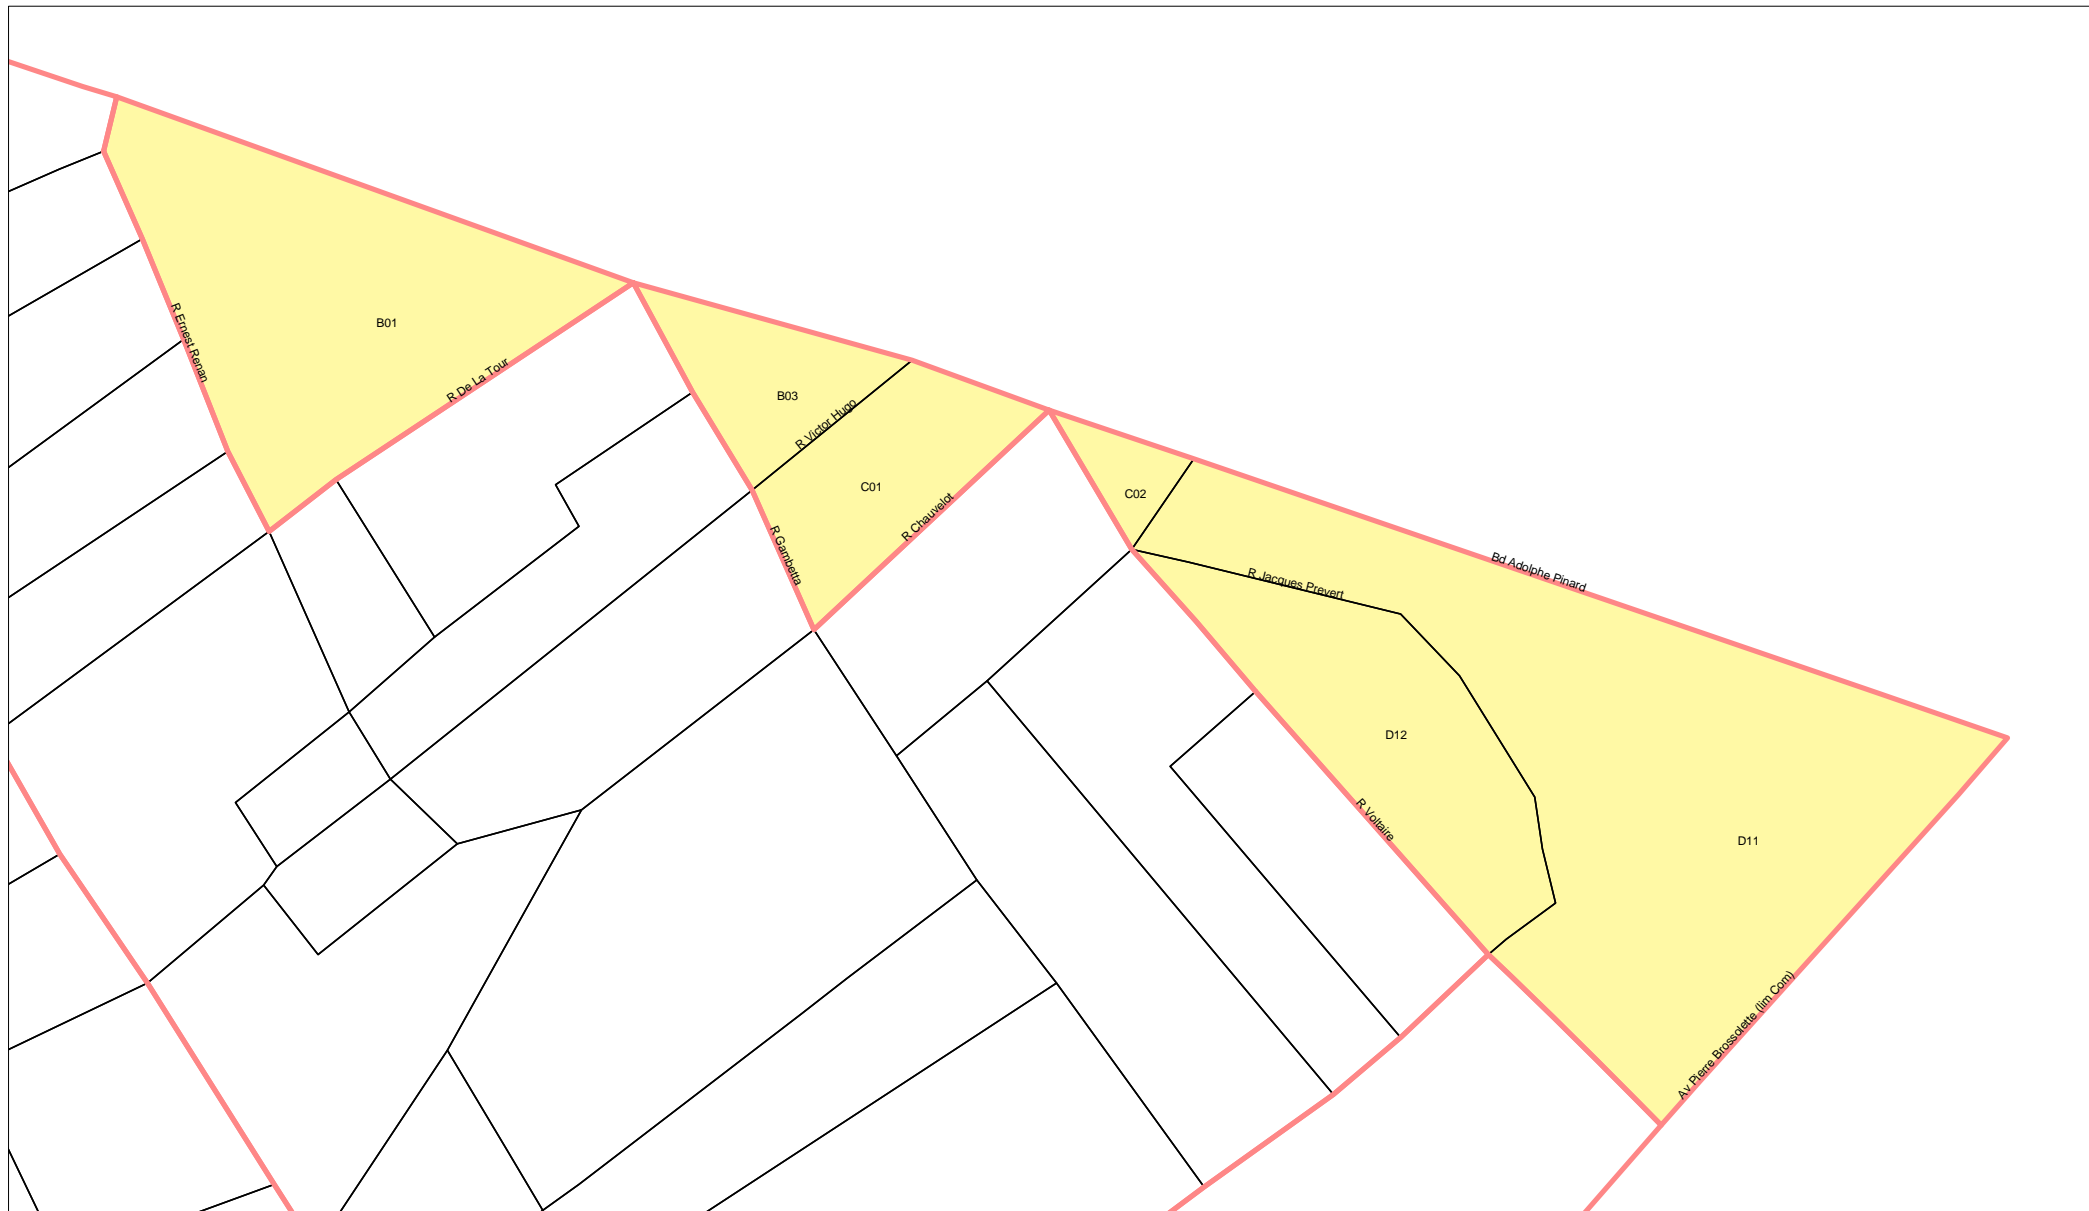 R Ernest Renan
B01
R De La Tour
B03
R Victor Hugo
C01
R Chauvelot
R Gambetta
C02
R Jacques Prevert
Bd Adolphe Pinard
D12
R Voltaire
D11
Av Pierre Brossolette (lim Com)